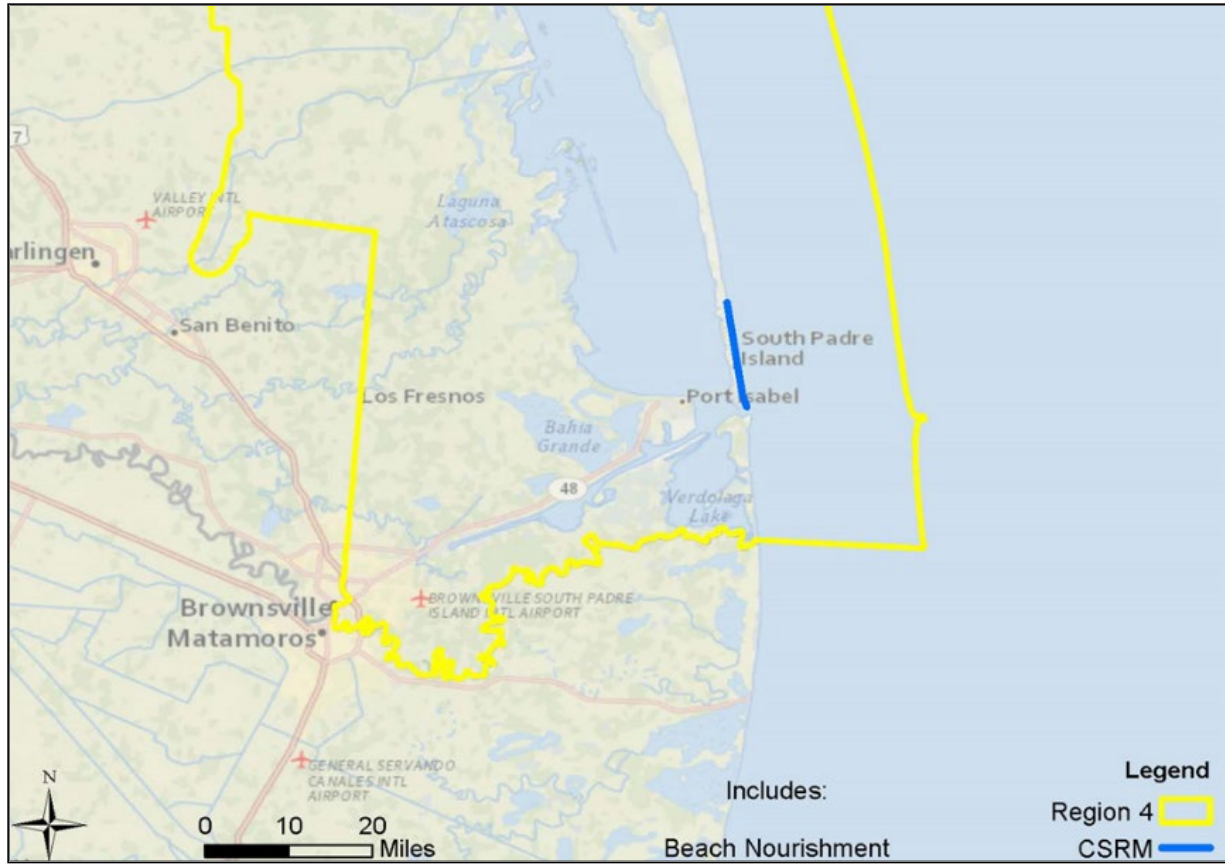 7
VALLEY INTL
AIRPORT
Laguna
Atascosa
arlingen
San Benito
South Padre
Island
Los Fresnos
Port Isabel
Bahia
Grande
48
Verdolaga
Lake
Brownsville
Matamoros
BROWNSVILLE SOUTH PADRE
ISLAND INTL AIRPORT
GENERAL SERVANDO
CANALES INTL
AIRPORT
N
0 10 20
Miles
Includes:
Beach Nourishment
Legend
Region 4
CSRM